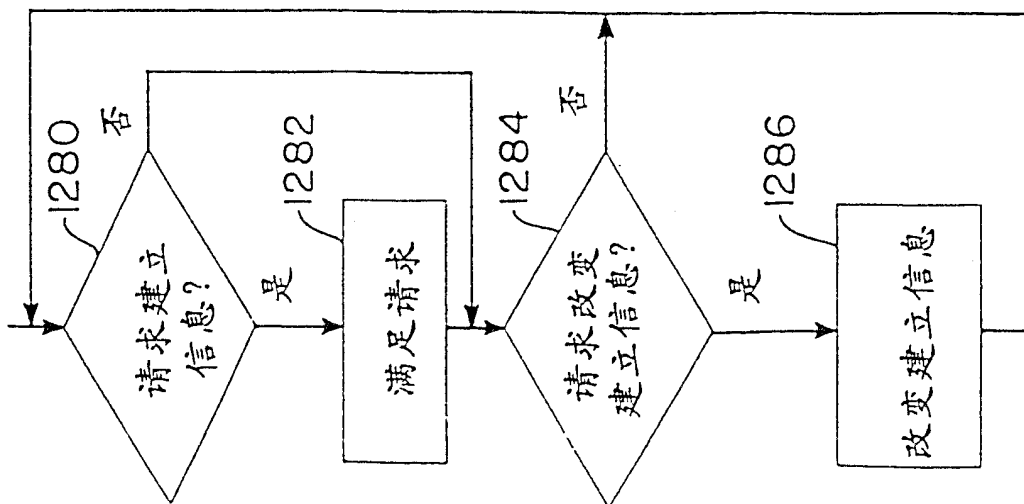 1280
请求建立
信息?
否
是
1282
满足请求
1284
请求改变
建立信息?
否
是
1286
改变建立信息